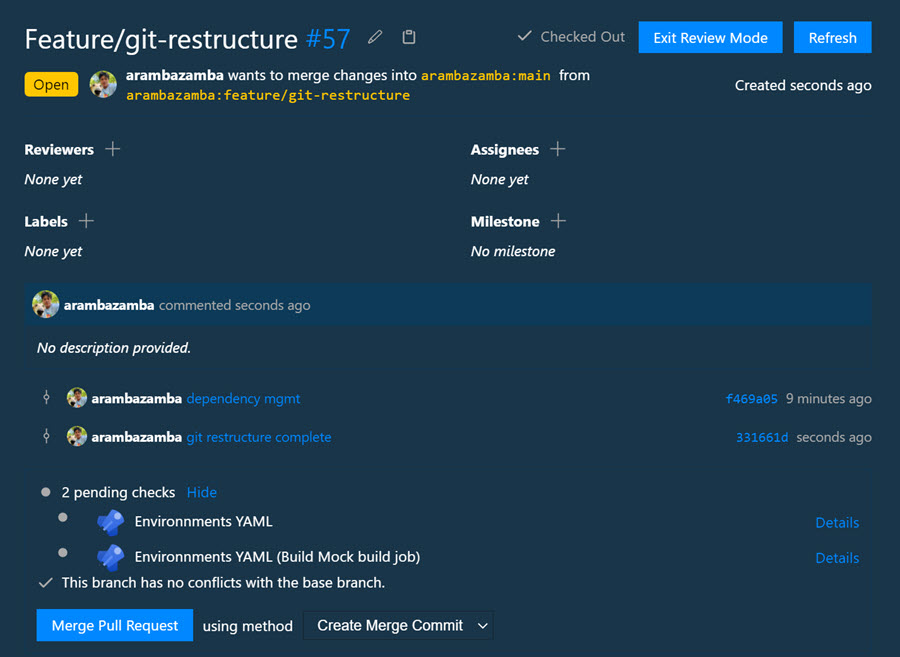 Feature/git-restructure #57
Checked Out
Exit Review Mode
Refresh
Open
arambazamba wants to merge changes into arambazamba:main from
arambazamba:feature/git-restructure
Created seconds ago
Reviewers
Assignees
None yet
None yet
Labels
Milestone
None yet
No milestone
arambazamba commented seconds ago
No description provided.
arambazamba dependency mgmt f469a05 9 minutes ago
arambazamba git restructure complete 331661d seconds ago
2 pending checks Hide
Environnments YAML Details
Environnments YAML (Build Mock build job) Details
This branch has no conflicts with the base branch.
Merge Pull Request using method Create Merge Commit